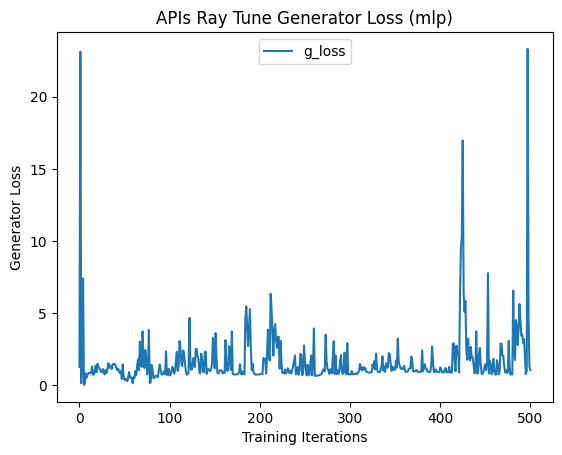 APIs Ray Tune Generator Loss (mlp)
g_loss
Generator Loss
20
15
10
5
0
0 100 200 300 400 500
Training Iterations